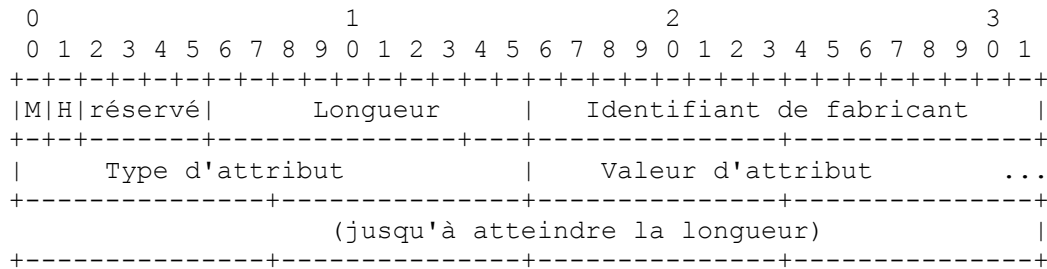 0                   1                   2                   3
 0 1 2 3 4 5 6 7 8 9 0 1 2 3 4 5 6 7 8 9 0 1 2 3 4 5 6 7 8 9 0 1
+-+-+-+-+-+-+-+-+-+-+-+-+-+-+-+-+-+-+-+-+-+-+-+-+-+-+-+-+-+-+-+-+
|M|H|réservé|      Longueur     |   Identifiant de fabricant    |
+-+-+-------+---------------+---+---------------+---------------+
|     Type d'attribut           |    Valeur d'attribut        ...
+---------------+---------------+---------------+---------------+
                    (jusqu'à atteindre la longueur)             |
+---------------+---------------+---------------+---------------+